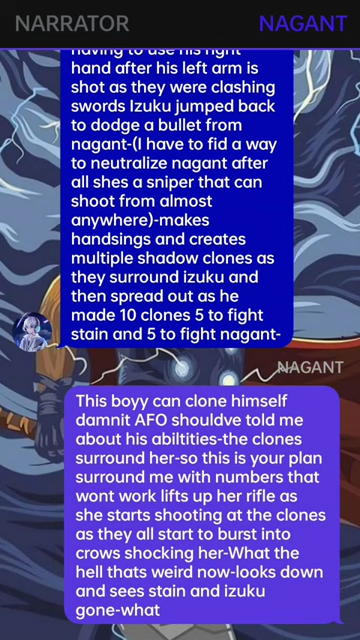 NARRATOR
NAGANT
having to use his right
hand after his left arm is
shot as they were clashing
swords Izuku jumped back
to dodge a bullet from
nagant-(I have to fid a way
to neutralize nagant after
all shes a sniper that can
shoot from almost
anywhere)-makes
handsings and creates
multiple shadow clones as
they surround izuku and
then spread out as he
made 10 clones 5 to fight
stain and 5 to fight nagant-
NAGANT
This boyy can clone himself
damnit AFO shouldve told me
about his abiltities-the clones
surround her-so this is your plan
surround me with numbers that
wont work lifts up her rifle as
she starts shooting at the clones
as they all start to burst into
crows shocking her-What the
hell thats weird now-looks down
and sees stain and izuku
gone-what